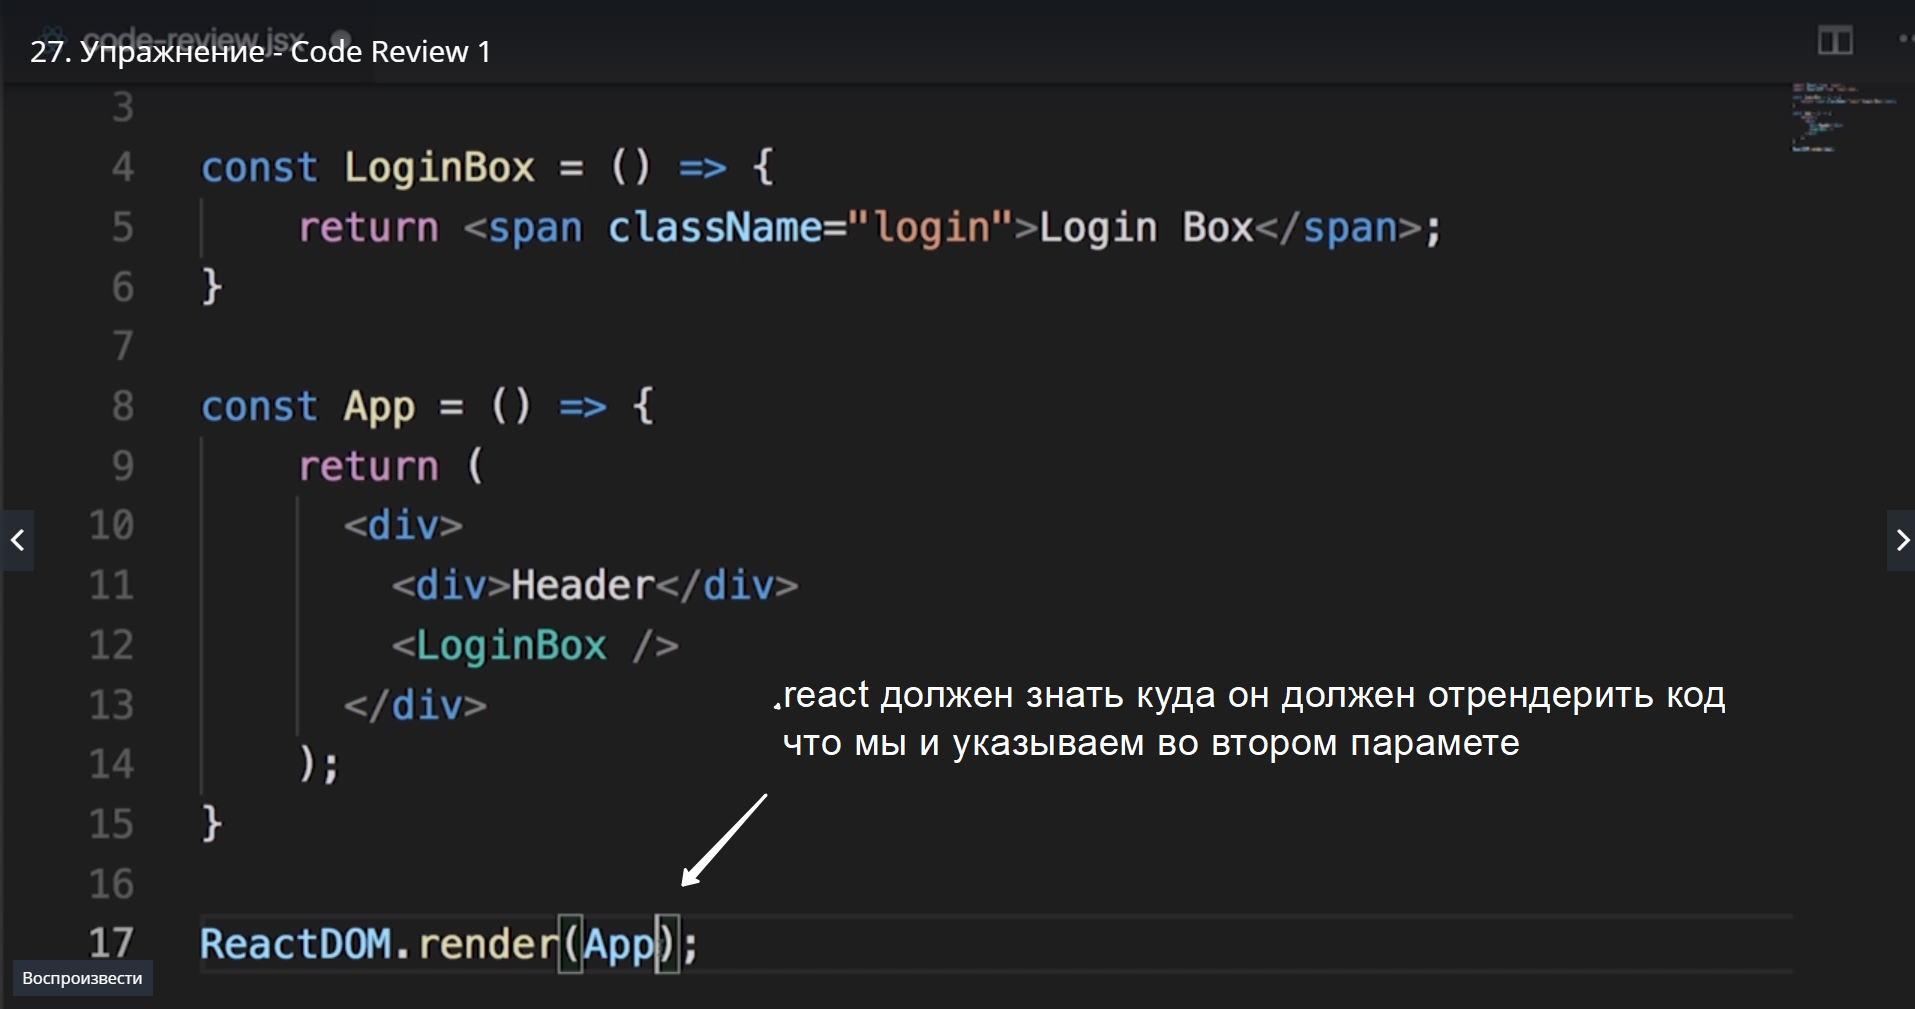 code-review.jsx
27. Упражнение - Code Review 1
3
4 const LoginBox = () => {
5 return <span className="login">Login Box</span>;
6 }
7
8 const App = () => {
9 return (
10 <div>
11 <div>Header</div>
12 <LoginBox />
13 </div>
.react должен знать куда он должен отрендерить код
что мы и указываем во втором парамете
14 );
15 }
16
17 ReactDOM.render(App);
Воспроизвести